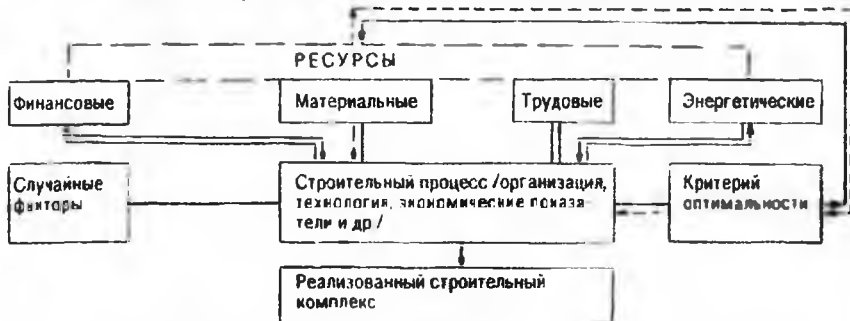 РЕСУРСЫ
Финансовые
Материальные
Трудовые
Энергетические
Случайные
факторы
Строительный процесс /организация,
технология, экономические показа-
тели и др /
Критерий
оптимальности
Реализованный строительный
комплекс